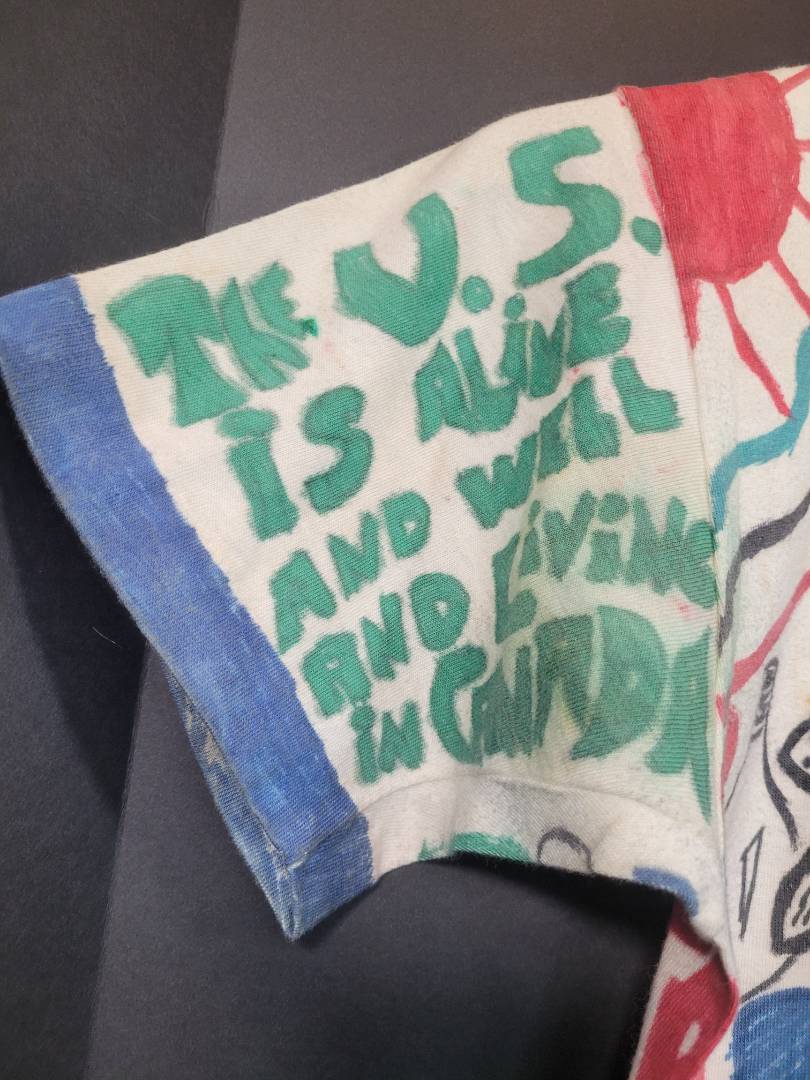 THE U.S.
IS ALIVE
AND WELL
AND LIVING
IN CANADA